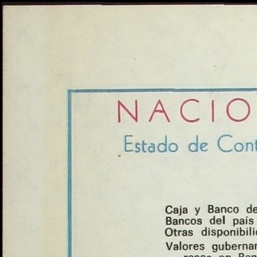 NACIO
Estado de Cont
Caja y Banco de
Bancos del país
Otras disponibili
Valores guberna